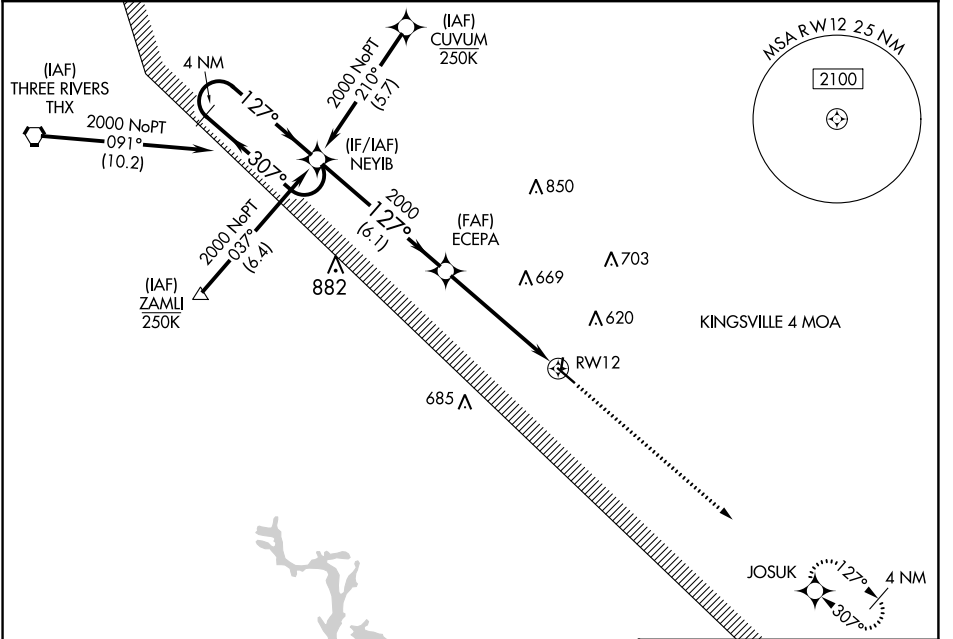 (IAF)
CUVUM
250K
MSA RW12 25 NM
2100
4 NM
(IAF)
THREE RIVERS
THX
2000 NoPT
091°
(10.2)
2000 NoPT
210°
(5.7)
127°
307°
(IF/IAF)
NEYIB
2000
127°
(6.1)
(FAF)
ECEPA
2000 NoPT
037°
(6.4)
(IAF)
ZAMLI
250K
882
850
669
703
620
KINGSVILLE 4 MOA
RW12
685
JOSUK
127°
4 NM
307°